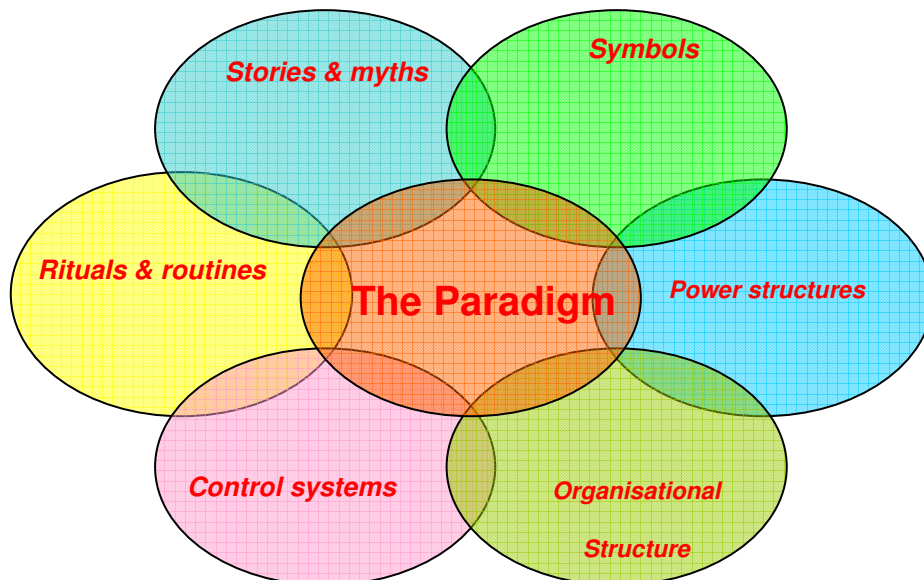 Symbols
Stories & myths
Rituals & routines
The Paradigm
Power structures
Control systems
Organisational
Structure